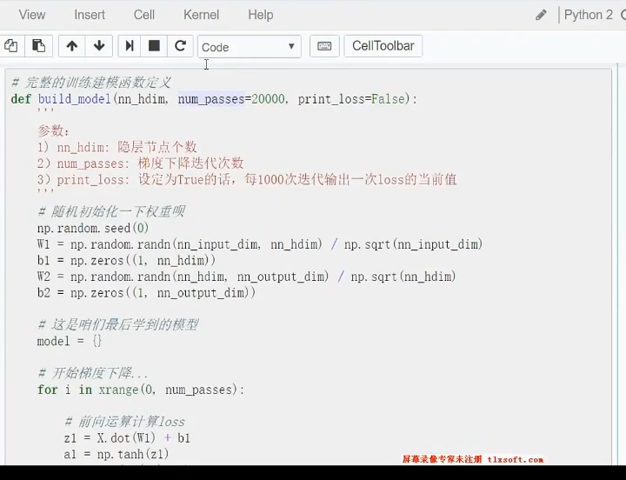 View Insert Cell Kernel Help Python 2
Code CellToolbar
# 完整的训练建模函数定义
def build_model(nn_hdim, num_passes=20000, print_loss=False):
'''
参数:
1) nn_hdim: 隐层节点个数
2) num_passes: 梯度下降迭代次数
3) print_loss: 设定为True的话，每1000次迭代输出一次loss的当前值
'''
# 随机初始化一下权重呗
np.random.seed(0)
W1 = np.random.randn(nn_input_dim, nn_hdim) / np.sqrt(nn_input_dim)
b1 = np.zeros((1, nn_hdim))
W2 = np.random.randn(nn_hdim, nn_output_dim) / np.sqrt(nn_hdim)
b2 = np.zeros((1, nn_output_dim))
# 这是咱们最后学到的模型
model = {}
# 开始梯度下降...
for i in xrange(0, num_passes):
# 前向运算计算loss
z1 = X.dot(W1) + b1
a1 = np.tanh(z1)
屏幕录像专家未注册 tlxsoft.com